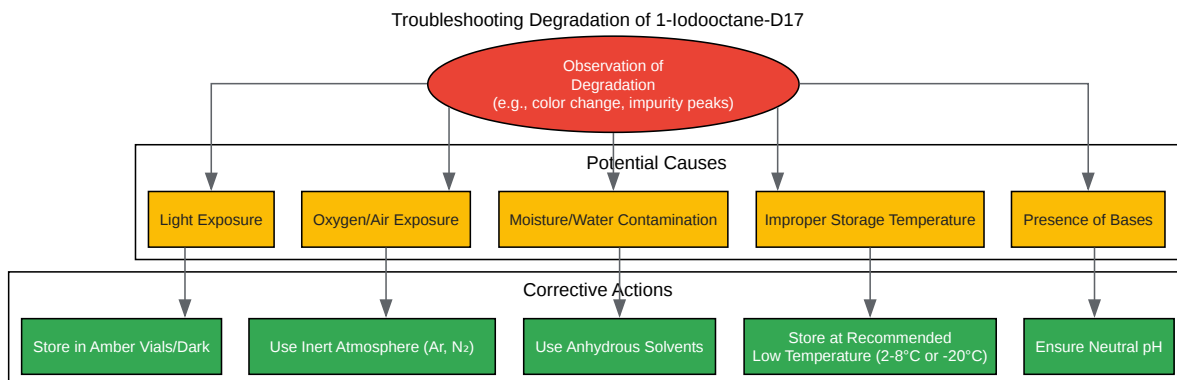 Troubleshooting Degradation of 1-Iodooctane-D17
Observation of
Degradation
(e.g., color change, impurity peaks)
Potential Causes
Light Exposure
Oxygen/Air Exposure
Moisture/Water Contamination
Improper Storage Temperature
Presence of Bases
Corrective Actions
Store in Amber Vials/Dark
Use Inert Atmosphere (Ar, N₂)
Use Anhydrous Solvents
Store at Recommended
Low Temperature (2-8°C or -20°C)
Ensure Neutral pH